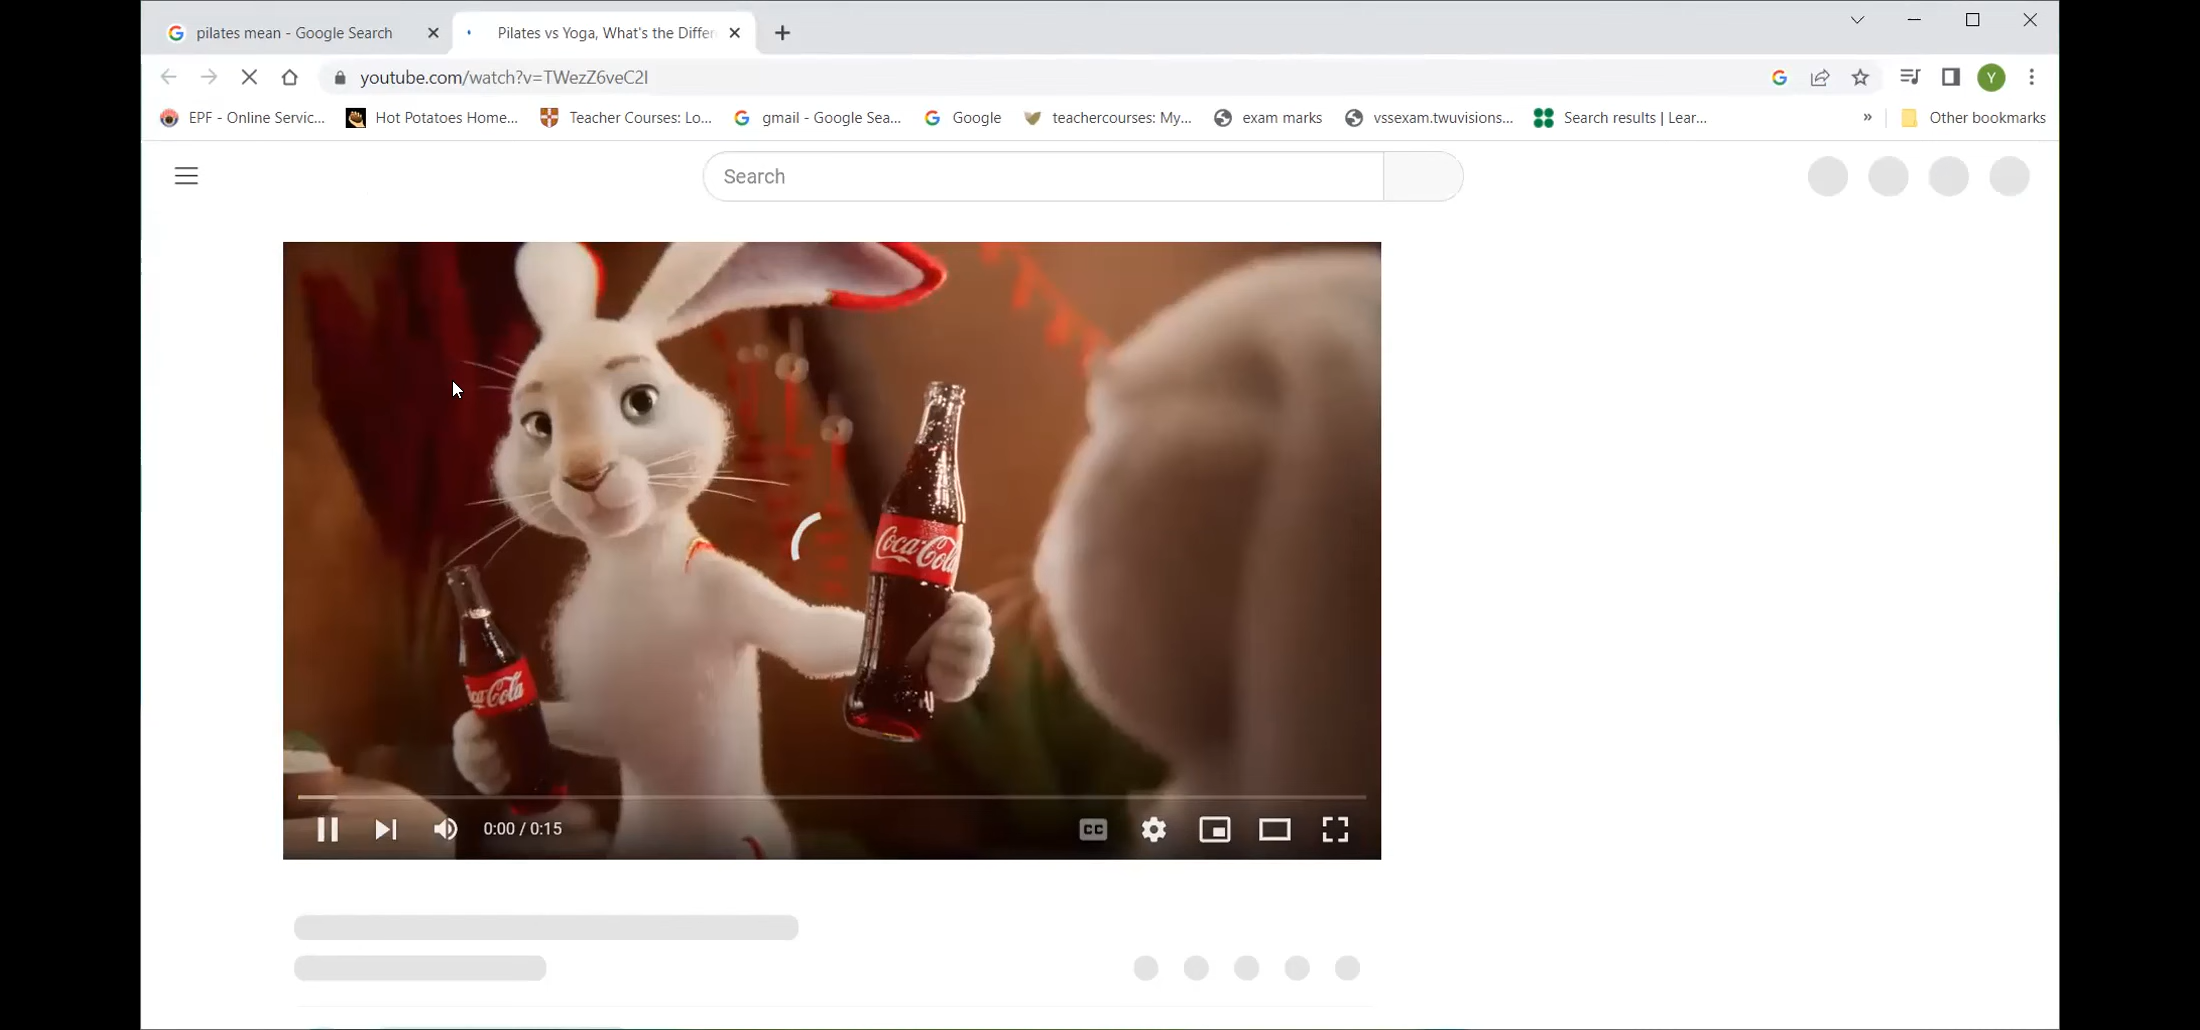 pilates mean - Google Search
Pilates vs Yoga, What's the Differ
youtube.com/watch?v=TWezZ6veC2I
EPF - Online Servic...
Hot Potatoes Home...
Teacher Courses: Lo...
gmail - Google Sea...
Google
teachercourses: My...
exam marks
vssexam.twuvisions...
Search results | Lear...
»
Other bookmarks
Y
Search
Coca-Cola
Coca-Cola
0:00 / 0:15
CC